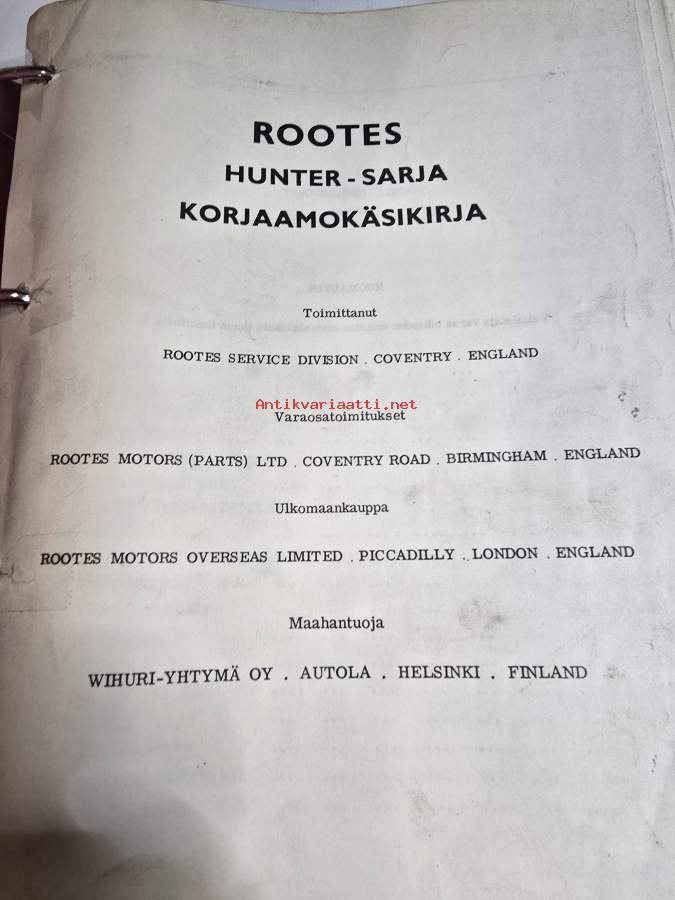 ROOTES
HUNTER - SARJA
KORJAAMOKÄSIKIRJA
Toimittanut
ROOTES SERVICE DIVISION . COVENTRY . ENGLAND
Antikvariaatti.net
Varaosatoimitukset
ROOTES MOTORS (PARTS) LTD . COVENTRY ROAD . BIRMINGHAM . ENGLAND
Ulkomaankauppa
ROOTES MOTORS OVERSEAS LIMITED . PICCADILLY . LONDON . ENGLAND
Maahantuoja
WIHURI-YHTYMÄ OY . AUTOLA . HELSINKI . FINLAND